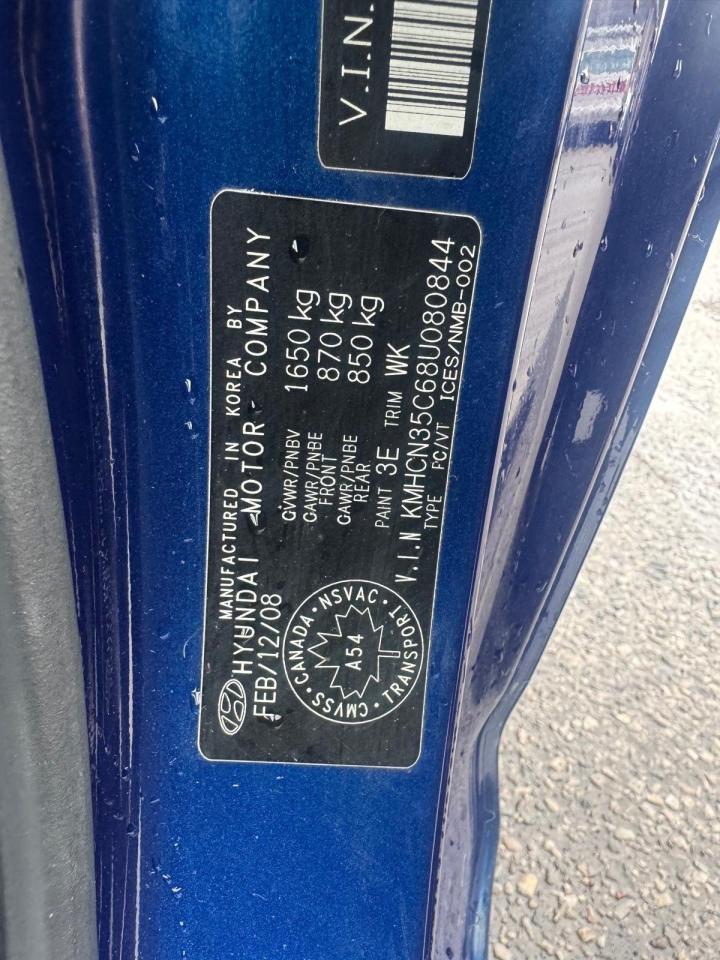 V.I.N.
MANUFACTURED IN KOREA BY
HYUNDAI MOTOR COMPANY
FEB/12/08
GVWR/PNBV 1650 kg
GAWR/PNBE FRONT 870 kg
GAWR/PNBE REAR 850 kg
PAINT 3E TRIM WK
V.I.N KMHCN35C68U080844
TYPE PC/VT ICES/NMB-002
CANADA · NSVAC · TRANSPORT · CMVSS ·
A54